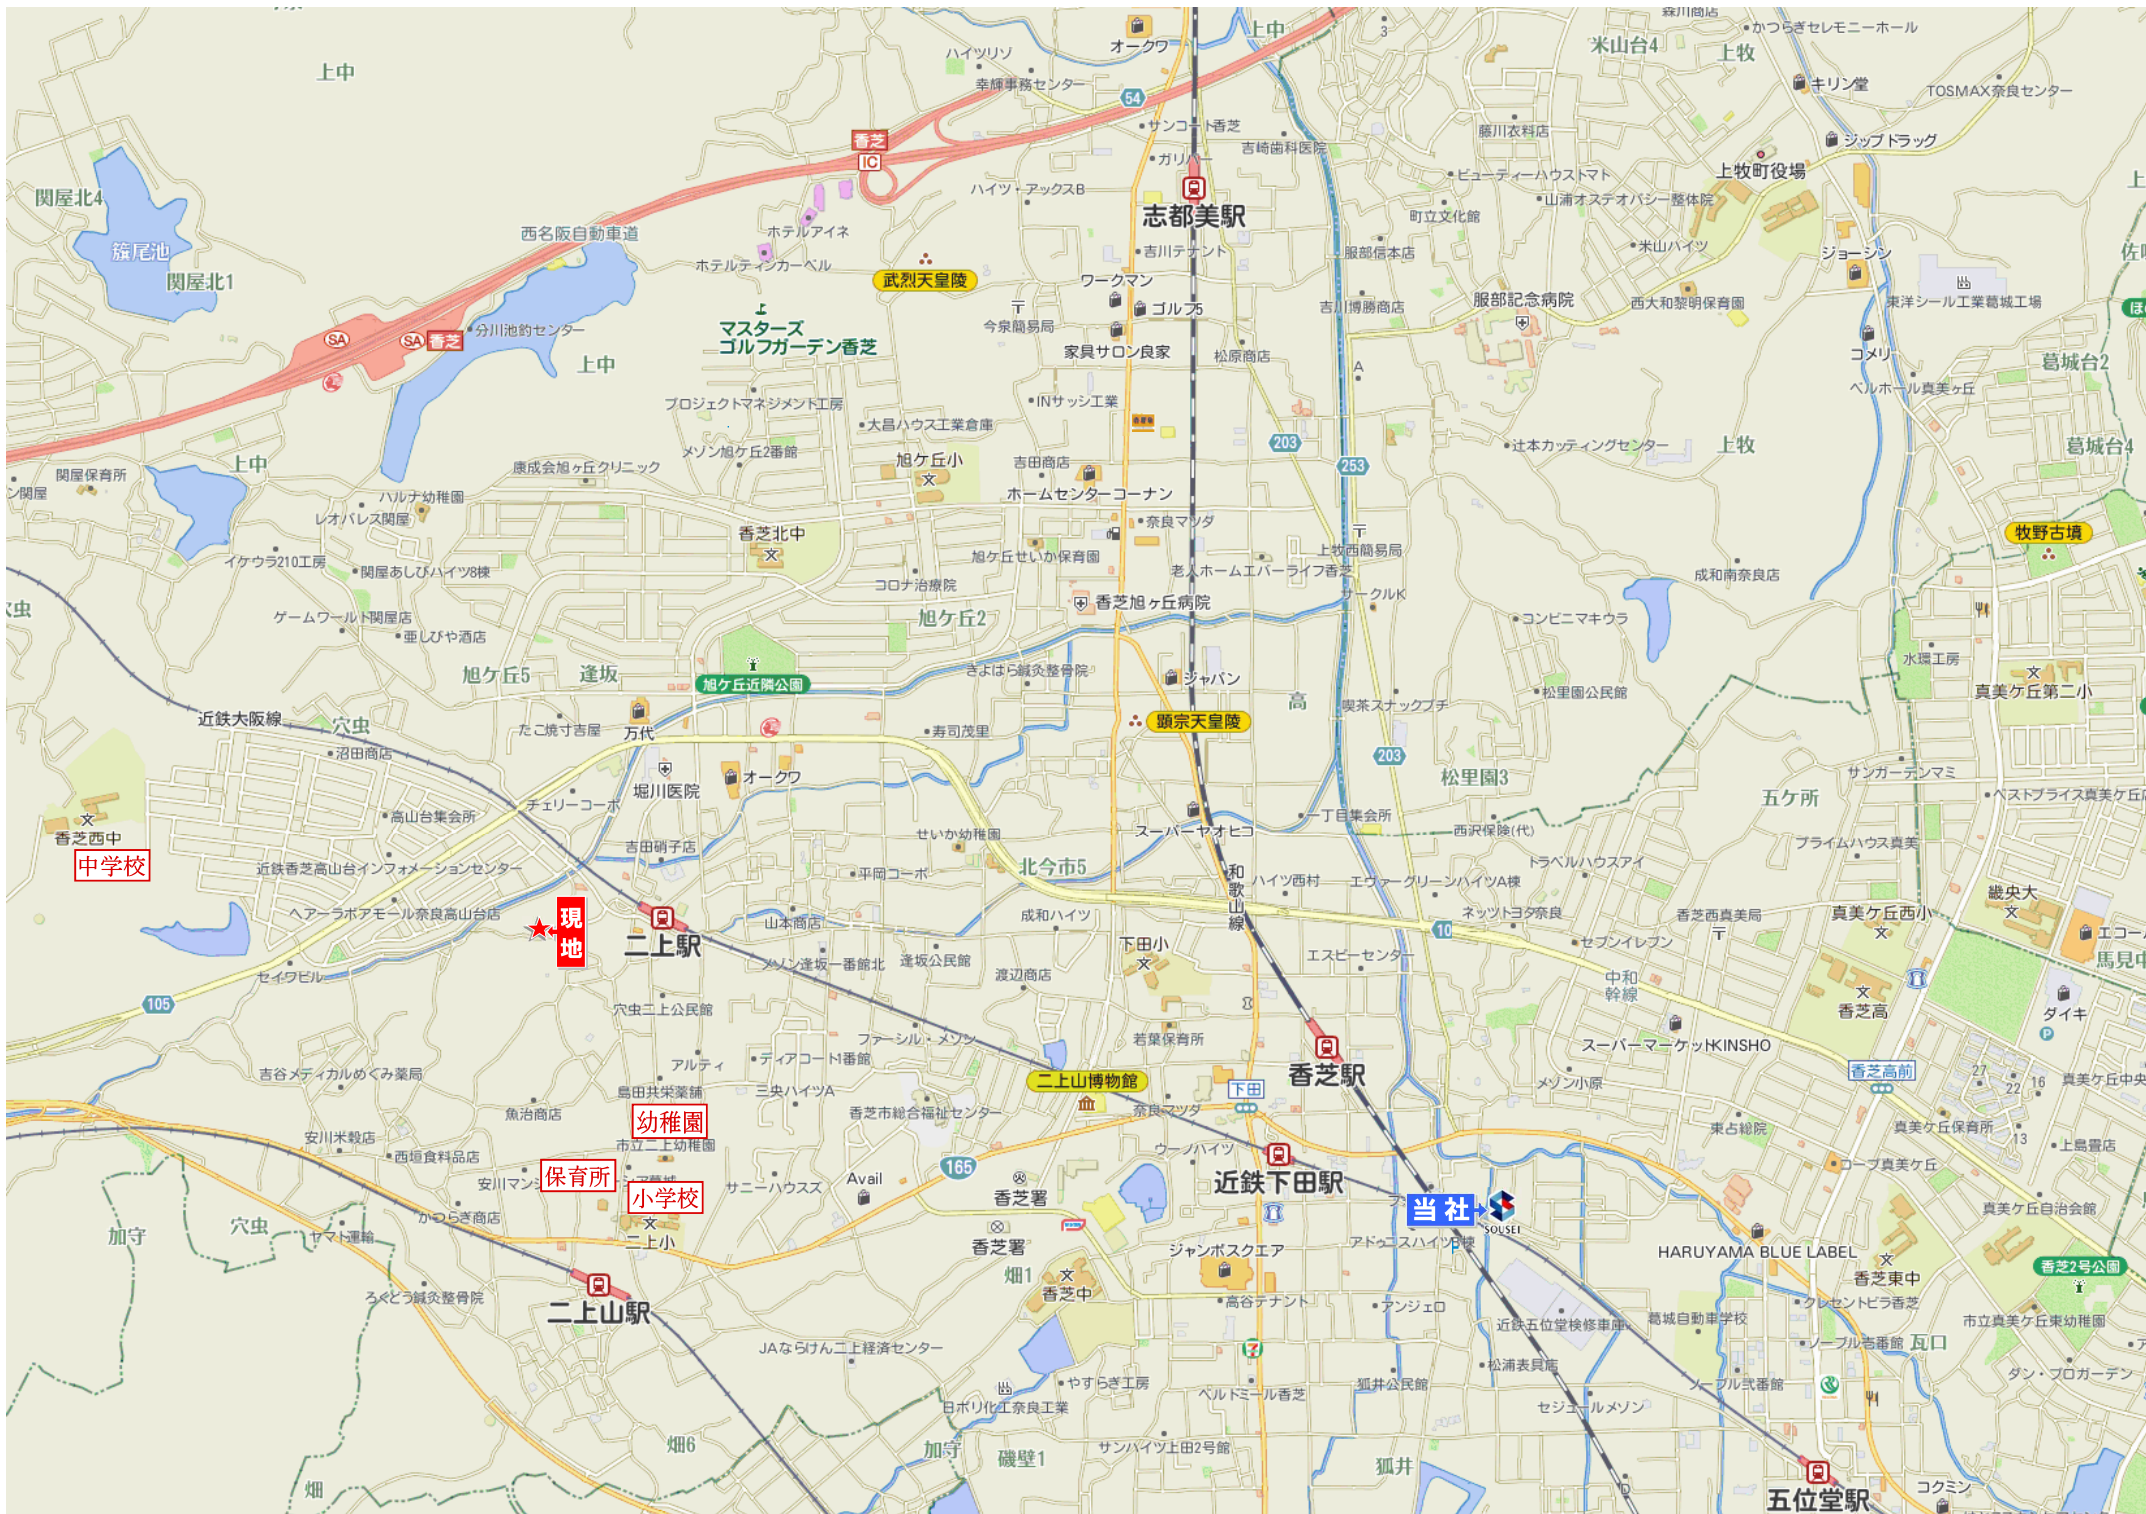 上中
オークワ
上中
3
森川商店
かつらぎセレモニーホール
米山台4
上牧
ハイツリゾ
上中
幸輝事務センター
54
キリン堂
TOSMAX奈良センター
サンコート香芝
藤川衣料店
香芝
IC
吉崎歯科医院
ジップドラッグ
ガリバー
上牧町役場
ビューティーハウストマト
関屋北4
ハイツ・アックスB
山浦オステオパシー整体院
志都美駅
町立文化館
西名阪自動車道
ホテルアイネ
籏尾池
吉川テナント
服部信本店
米山ハイツ
ジョーシン
ホテルティンカーベル
武烈天皇陵
ワークマン
関屋北1
服部記念病院
西大和黎明保育園
東洋シール工業葛城工場
ゴルフ5
吉川博勝商店
今泉簡易局
マスターズ
ゴルフガーデン香芝
分川池釣センター
SA
SA
香芝
家具サロン良家
松原商店
コメリ
上中
A
葛城台2
ベルホール真美ヶ丘
プロジェクトマネジメント工房
INサッシ工業
大昌ハウス工業倉庫
203
辻本カッティングセンター
上牧
葛城台4
メゾン旭ケ丘2番館
上中
康成会旭ヶ丘クリニック
旭ケ丘小
吉田商店
253
関屋保育所
ン関屋
ハルナ幼稚園
ホームセンターコーナン
レオパレス関屋
奈良マツダ
香芝北中
牧野古墳
イケウラ210工房
関屋あしびハイツ8棟
旭ケ丘せいか保育園
上牧西簡易局
老人ホームエバーライフ香芝
コロナ治療院
成和南奈良店
サークルK
香芝旭ヶ丘病院
ゲームワールド関屋店
旭ケ丘2
コンビニマキウラ
亜しびや酒店
旭ケ丘5
逢坂
きよはら鍼灸整骨院
水環工房
ジャパン
旭ケ丘近隣公園
真美ケ丘第二小
松里園公民館
高
喫茶スナックプチ
近鉄大阪線
穴虫
たこ焼寸吉屋
万代
寿司茂里
顕宗天皇陵
沼田商店
203
オークワ
松里園3
サンガーデンマミ
堀川医院
五ケ所
チェリーコーポ
ベストプライス真美ケ丘店
高山台集会所
一丁目集会所
香芝西中
中学校
せいか幼稚園
スーパーヤオヒコ
西沢保険(代)
吉田硝子店
プライムハウス真美
近鉄香芝高山台インフォメーションセンター
平岡コーポ
北今市5
トラベルハウスアイ
和歌山線
ハイツ西村
エヴァーグリーンハイツA棟
畿央大
ヘアーラボアモール奈良高山台店
現地
山本商店
成和ハイツ
ネッツトヨタ奈良
香芝西真美局
真美ケ丘西小
10
二上駅
下田小
エスビーセンター
セブンイレブン
エコー
メゾン逢坂一番館北
逢坂公民館
馬見中
セイワビル
渡辺商店
中和
幹線
105
穴虫二上公民館
香芝高
ダイキ
ファーシル・メゾン
若葉保育所
アルティ
ディアコート1番館
スーパーマーケットKINSHO
吉谷メディカルめぐみ薬局
香芝駅
香芝高前
島田共栄薬舗
三央ハイツA
二上山博物館
下田
メゾン小原
27
22
16
真美ケ丘中央
魚治商店
幼稚園
香芝市総合福祉センター
奈良マツダ
安川米穀店
市立二上幼稚園
ウーノハイツ
東占総院
真美ケ丘保育所
13
上島畳店
西垣食料品店
165
保育所
小学校
近鉄下田駅
コープ真美ケ丘
サニーハウスズ
Avail
香芝署
当社
SOUSEI
真美ケ丘自治会館
かつらぎ商店
加守
穴虫
ヤマト運輸
二上小
香芝署
ジャンボスクエア
HARUYAMA BLUE LABEL
香芝2号公園
畑1
香芝中
香芝東中
二上山駅
ろくどう鍼灸整骨院
高谷テナント
アンジェロ
クレセントビラ香芝
近鉄五位堂検修車庫
葛城自動車学校
市立真美ケ丘東幼稚園
JAならけん二上経済センター
ノーブル壱番館
瓦口
松浦表具店
やすらぎ工房
ベルドミール香芝
狐井公民館
ノーブル弐番館
ダン・プロガーデン
日ポリ化工奈良工業
セジュールメゾン
畑6
加守
サンハイツ上田2号館
磯壁1
狐井
畑
五位堂駅
コクミン